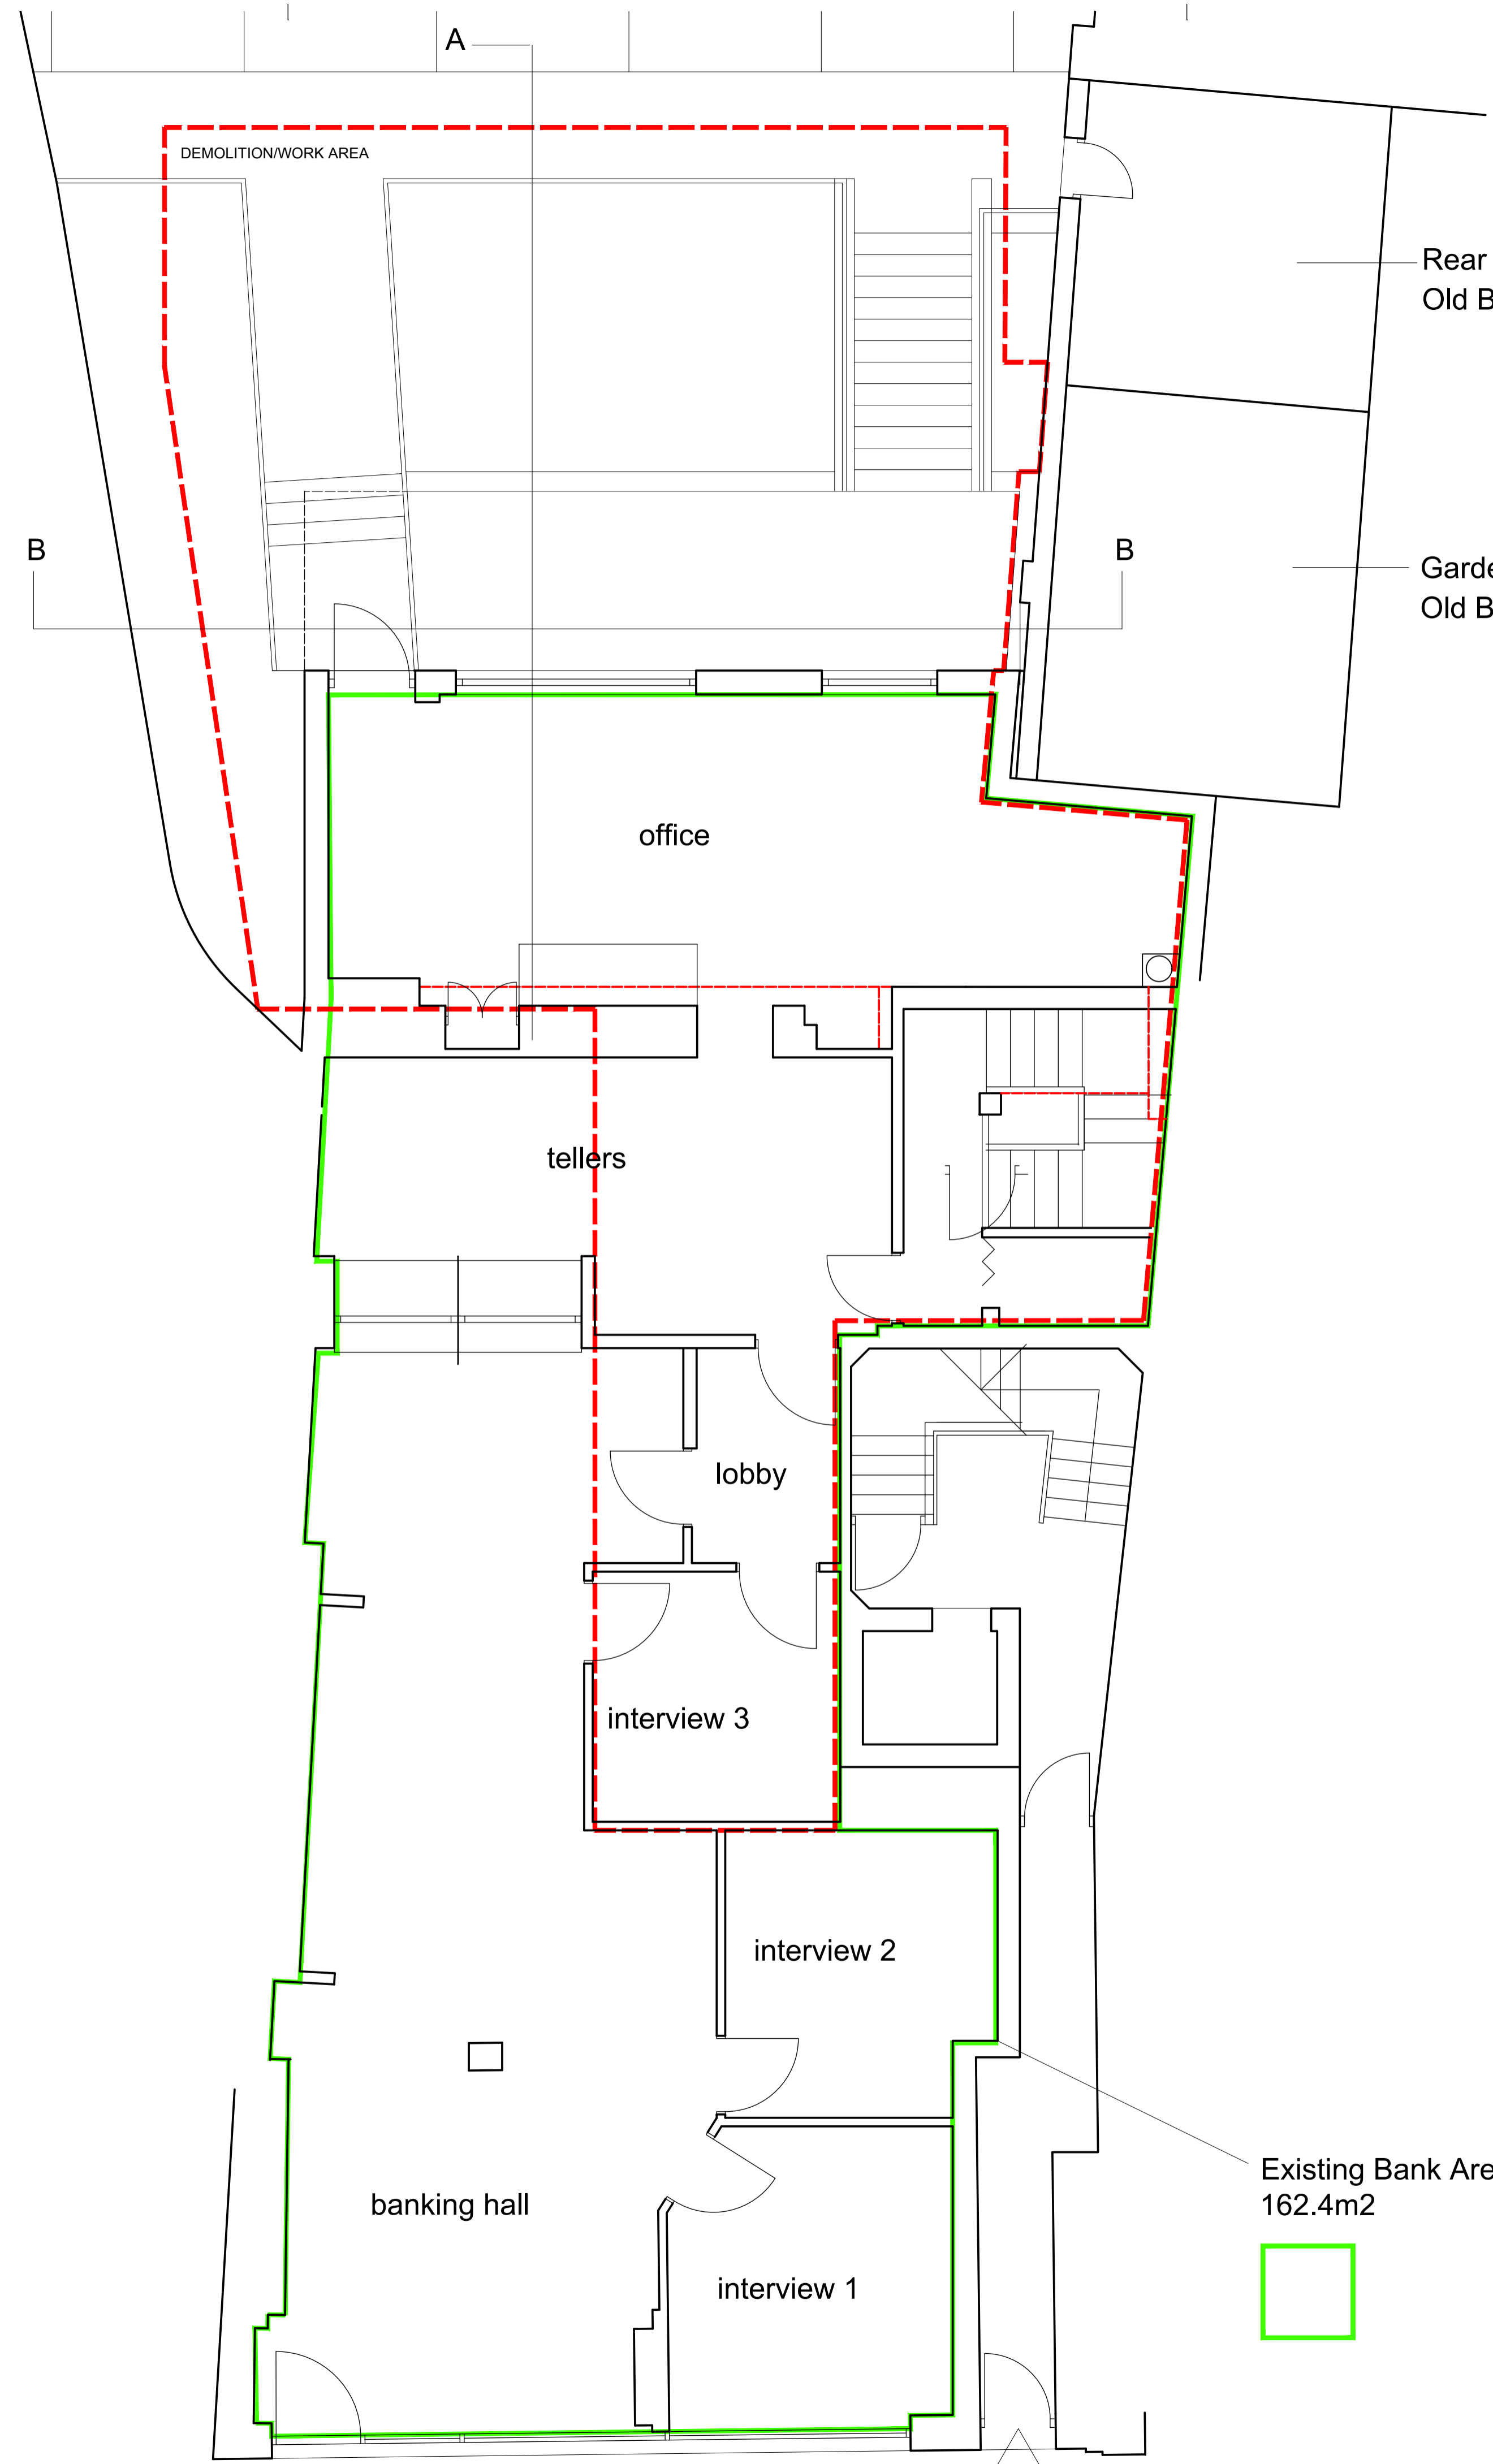 A
DEMOLITION/WORK AREA
Rear
Old B
B
B
Garde
Old B
office
tellers
lobby
interview 3
interview 2
Existing Bank Are
162.4m2
banking hall
interview 1